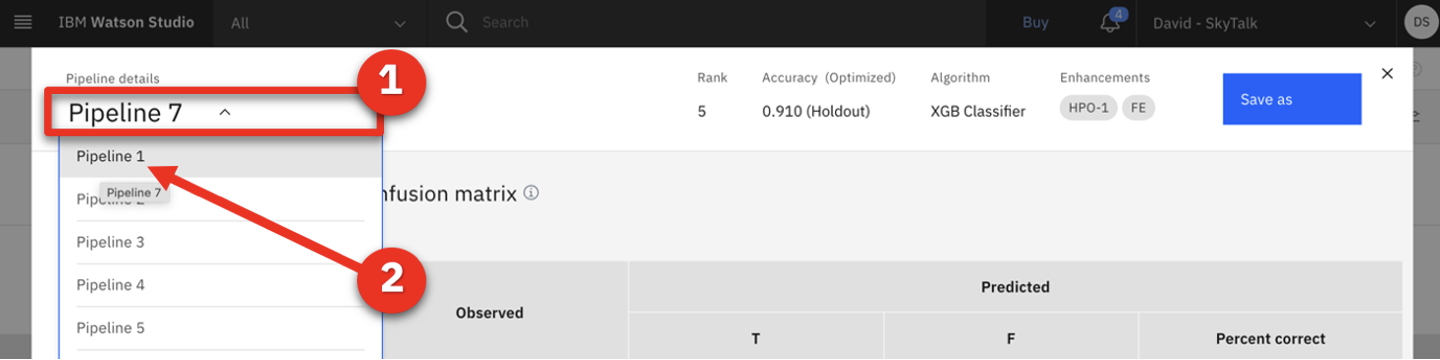 IBM Watson Studio All Search Buy 4 David - SkyTalk DS
Pipeline details Rank Accuracy (Optimized) Algorithm Enhancements
1
Pipeline 7 5 0.910 (Holdout) XGB Classifier HPO-1 FE Save as
Pipeline 1
Pipeline 7
nfusion matrix
Pipeline 3
2
Pipeline 4
Predicted
Observed
Pipeline 5
T F Percent correct